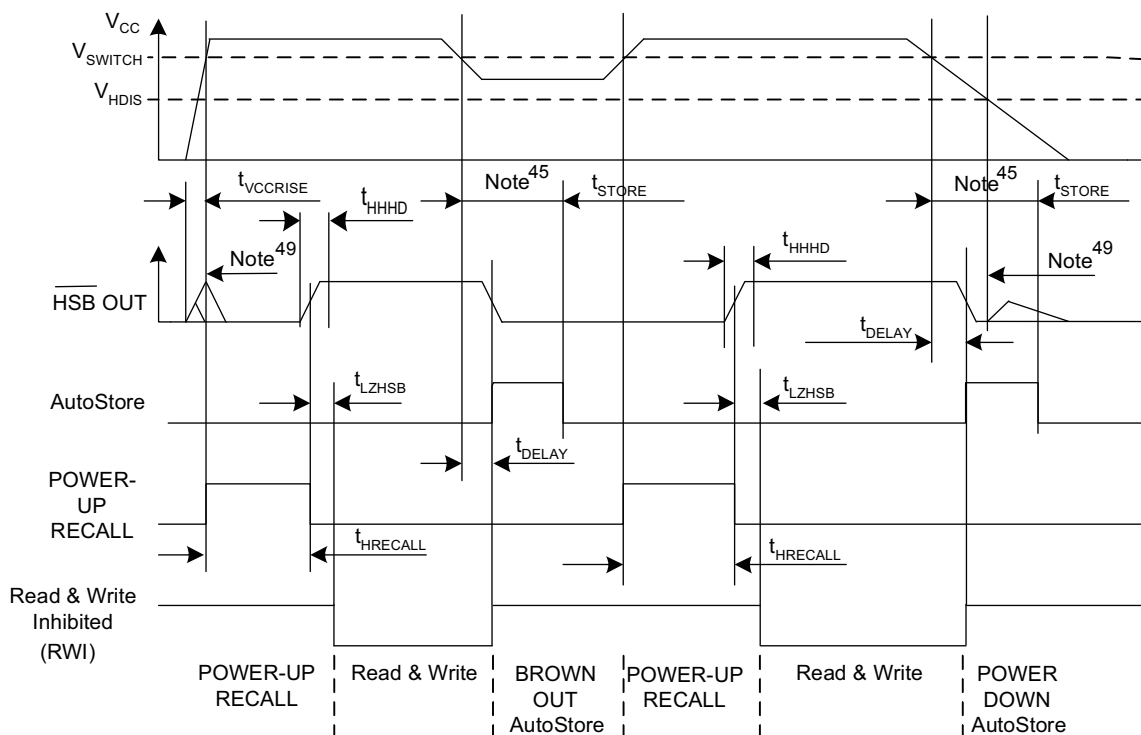 VCC
VSWITCH
VHDIS
tVCCRISE
tHHHD
Note45
tSTORE
Note45
tSTORE
Note49
tHHHD
Note49
HSB OUT
tDELAY
tLZHSB
tLZHSB
AutoStore
tDELAY
POWER-
UP
RECALL
tHRECALL
tHRECALL
Read & Write
Inhibited
(RWI)
POWER-UP
RECALL
Read & Write
BROWN
OUT
AutoStore
POWER-UP
RECALL
Read & Write
POWER
DOWN
AutoStore